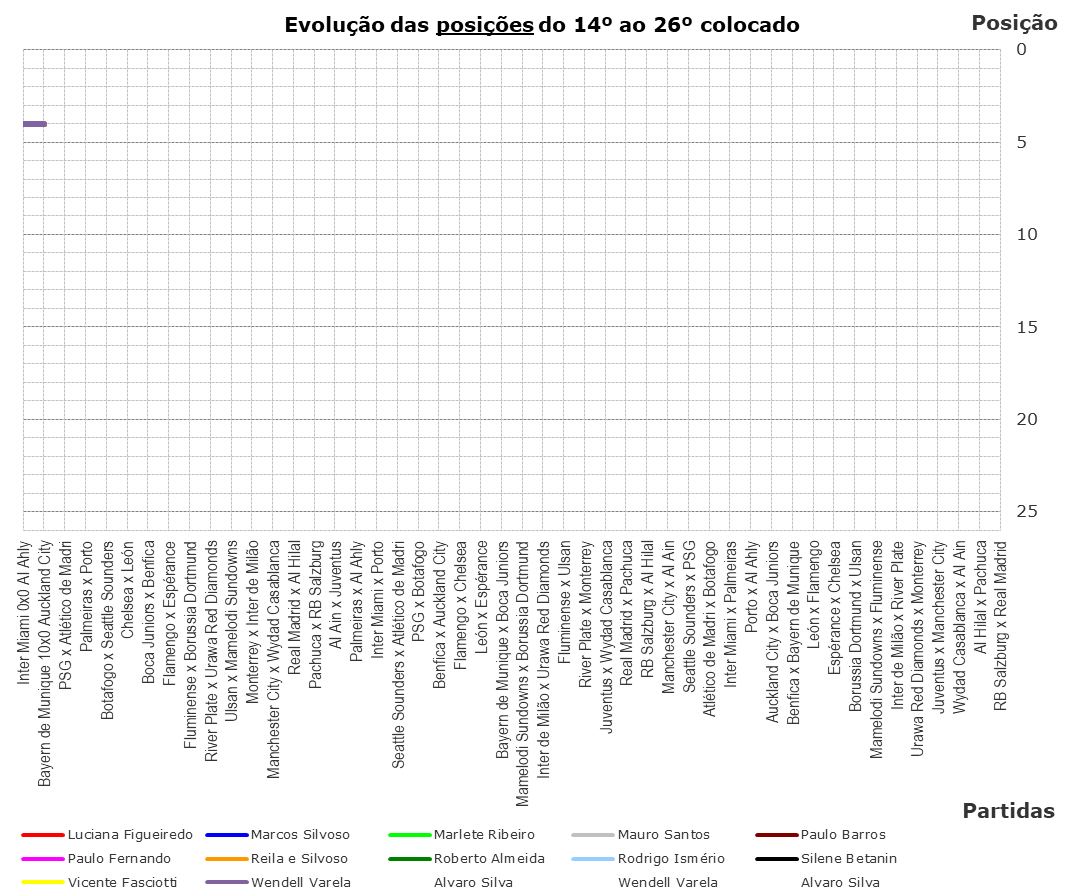 Evolução das posições do 14º ao 26º colocado
Posição
0
5
10
15
20
25
Inter Miami 0x0 Al Ahly
Bayern de Munique 10x0 Auckland City
PSG x Atlético de Madri
Palmeiras x Porto
Botafogo x Seattle Sounders
Chelsea x León
Boca Juniors x Benfica
Flamengo x Espérance
Fluminense x Borussia Dortmund
River Plate x Urawa Red Diamonds
Ulsan x Mamelodi Sundowns
Monterrey x Inter de Milão
Manchester City x Wydad Casablanca
Real Madrid x Al Hilal
Pachuca x RB Salzburg
Al Ain x Juventus
Palmeiras x Al Ahly
Inter Miami x Porto
Seattle Sounders x Atlético de Madri
PSG x Botafogo
Benfica x Auckland City
Flamengo x Chelsea
León x Espérance
Bayern de Munique x Boca Juniors
Mamelodi Sundowns x Borussia Dortmund
Inter de Milão x Urawa Red Diamonds
Fluminense x Ulsan
River Plate x Monterrey
Juventus x Wydad Casablanca
Real Madrid x Pachuca
RB Salzburg x Al Hilal
Manchester City x Al Ain
Seattle Sounders x PSG
Atlético de Madri x Botafogo
Inter Miami x Palmeiras
Porto x Al Ahly
Auckland City x Boca Juniors
Benfica x Bayern de Munique
León x Flamengo
Espérance x Chelsea
Borussia Dortmund x Ulsan
Mamelodi Sundowns x Fluminense
Inter de Milão x River Plate
Urawa Red Diamonds x Monterrey
Juventus x Manchester City
Wydad Casablanca x Al Ain
Al Hilal x Pachuca
RB Salzburg x Real Madrid
Partidas
Luciana Figueiredo Marcos Silvoso Marlete Ribeiro Mauro Santos Paulo Barros
Paulo Fernando Reila e Silvoso Roberto Almeida Rodrigo Ismério Silene Betanin
Vicente Fasciotti Wendell Varela Alvaro Silva Wendell Varela Alvaro Silva